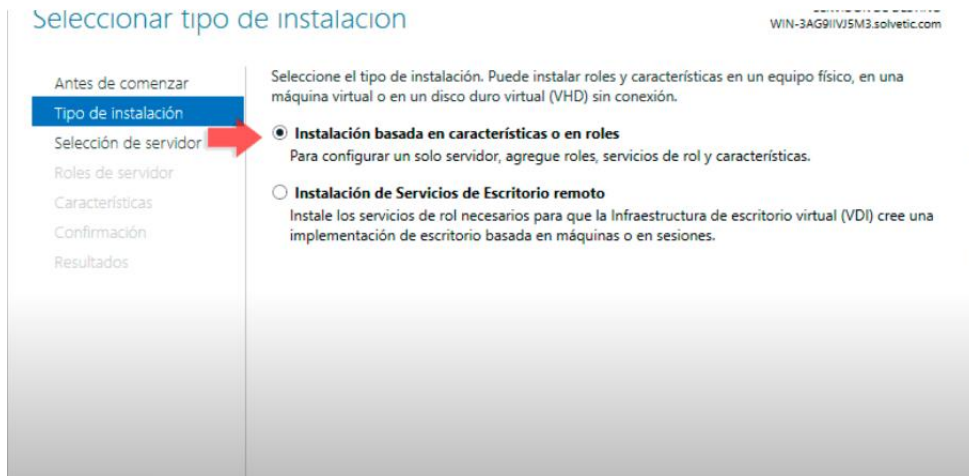 Seleccionar tipo de instalación
WIN-3AG9IIVJ5M3.solvetic.com
Antes de comenzar
Tipo de instalación
Selección de servidor
Roles de servidor
Características
Confirmación
Resultados
Seleccione el tipo de instalación. Puede instalar roles y características en un equipo físico, en una
máquina virtual o en un disco duro virtual (VHD) sin conexión.
Instalación basada en características o en roles
Para configurar un solo servidor, agregue roles, servicios de rol y características.
Instalación de Servicios de Escritorio remoto
Instale los servicios de rol necesarios para que la Infraestructura de escritorio virtual (VDI) cree una
implementación de escritorio basada en máquinas o en sesiones.